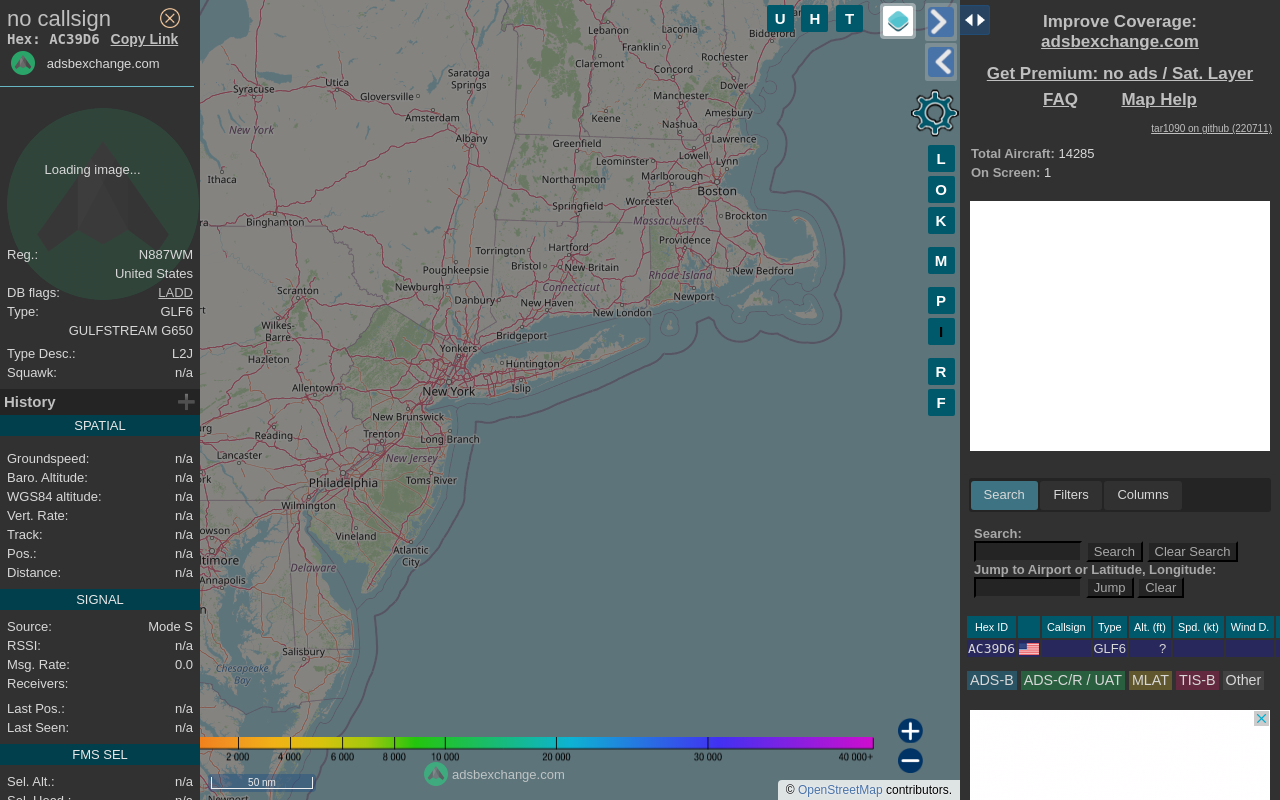 no callsign
Hex: AC39D6 Copy Link
adsbexchange.com
Loading image...
Reg.: N887WM
United States
DB flags: LADD
Type: GLF6
GULFSTREAM G650
Type Desc.: L2J
Squawk: n/a
History
SPATIAL
Groundspeed: n/a
Baro. Altitude: n/a
WGS84 altitude: n/a
Vert. Rate: n/a
Track: n/a
Pos.: n/a
Distance: n/a
SIGNAL
Source: Mode S
RSSI: n/a
Msg. Rate: 0.0
Receivers:
Last Pos.: n/a
Last Seen: n/a
FMS SEL
Sel. Alt.: n/a
Sel. Head.: n/a
U H T
L
O
K
M
P
I
R
F
Lebanon
Laconia
Biddeford
Franklin
Rochester
Claremont
Concord
Dover
Saratoga
Springs
Utica
Syracuse
Gloversville
Manchester
Amesbury
Amsterdam
Keene
Nashua
New York
Albany
Lawrence
Greenfield
Lowell
Leominster
Lynn
Ithaca
Northampton
Marlborough
Boston
Springfield
Worcester
Binghamton
Massachusetts
Brockton
Providence
Torrington
Hartford
Poughkeepsie
Bristol
New Britain
Rhode Island
New Bedford
Newburgh
Connecticut
Scranton
Danbury
New Haven
Newport
New London
Wilkes-
Barre
Bridgeport
Yonkers
Hazleton
Huntington
Allentown
New York
Islip
New Brunswick
Reading
Trenton
Long Branch
Lancaster
New Jersey
Philadelphia
Toms River
Wilmington
Vineland
Atlantic
City
Delaware
Annapolis
Salisbury
Chesapeake
Bay
Newport
2 000 4 000 6 000 8 000 10 000 20 000 30 000 40 000+
50 nm
adsbexchange.com
© OpenStreetMap contributors.
Improve Coverage:
adsbexchange.com
Get Premium: no ads / Sat. Layer
FAQ Map Help
tar1090 on github (220711)
Total Aircraft: 14285
On Screen: 1
Search Filters Columns
Search:
Search Clear Search
Jump to Airport or Latitude, Longitude:
Jump Clear
Hex ID Callsign Type Alt. (ft) Spd. (kt) Wind D.
AC39D6 GLF6 ?
ADS-B ADS-C/R / UAT MLAT TIS-B Other